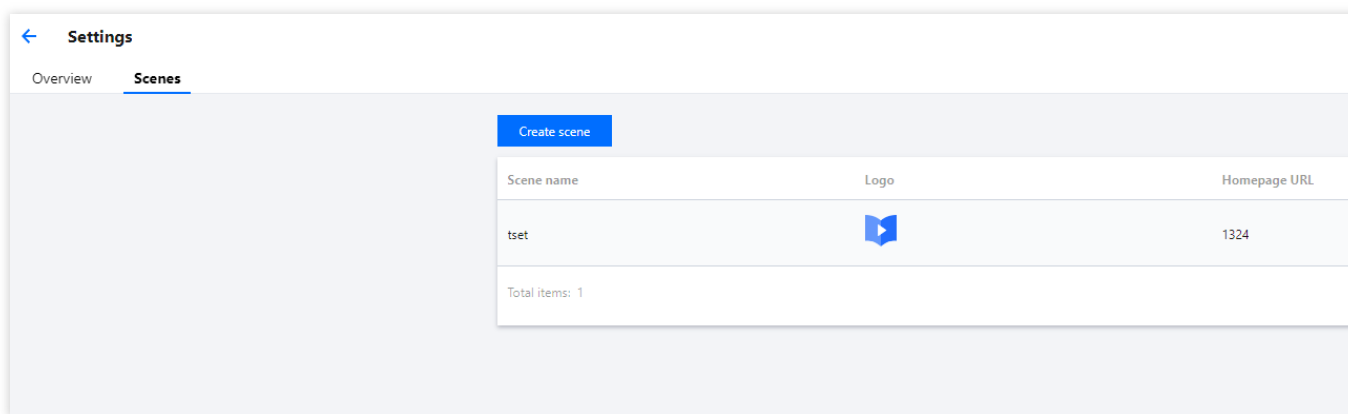 Settings
Overview Scenes
Create scene
Scene name Logo Homepage URL
tset 1324
Total items: 1